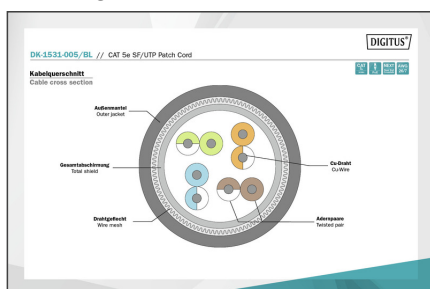 DIGITUS®
DK-1531-005/BL // CAT 5e SF/UTP Patch Cord
Kabelquerschnitt
Cable cross section
Außenmantel
Outer jacket
Gesamtabschirmung
Total shield
Cu-Draht
CU-Wire
Drahtgeflecht
Wire mesh
Adernpaare
Twisted pair